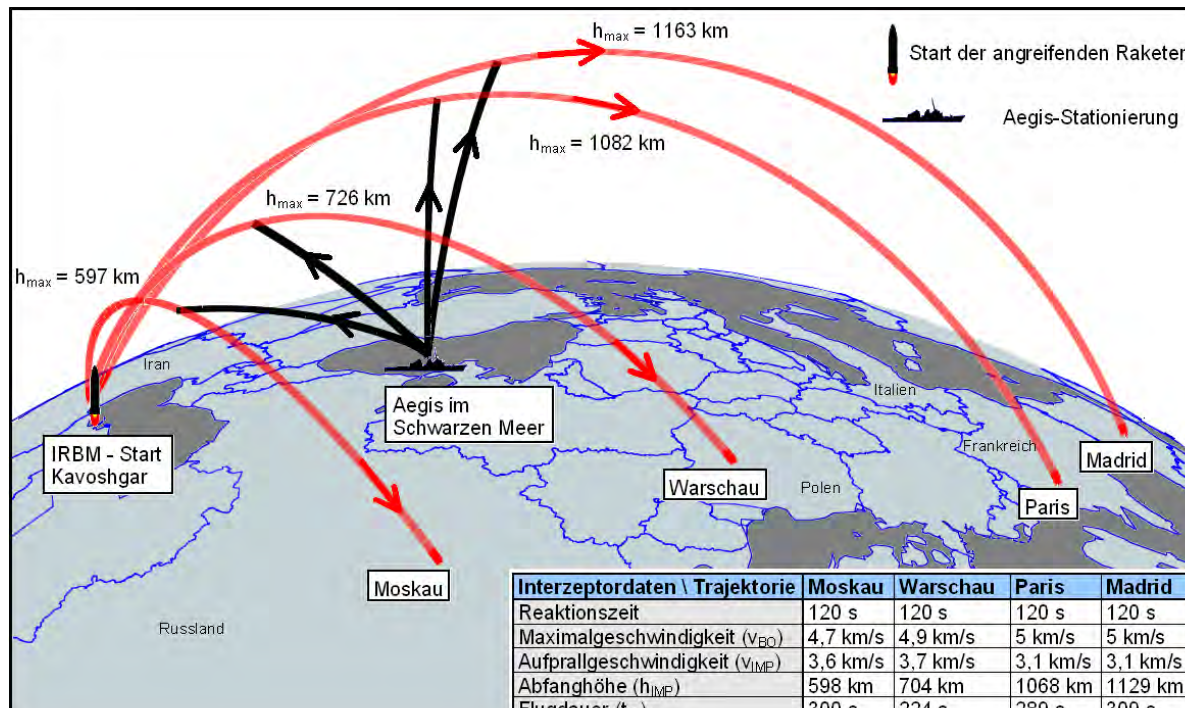 h_max = 1163 km
Start der angreifenden Raketen
Aegis-Stationierung
h_max = 1082 km
h_max = 726 km
h_max = 597 km
Iran
Aegis im
Schwarzen Meer
IRBM - Start
Kavoshgar
Italien
Frankreich
Madrid
Warschau
Polen
Paris
Moskau
Russland
Interzeptordaten \ Trajektorie Moskau Warschau Paris Madrid
Reaktionszeit 120 s 120 s 120 s 120 s
Maximalgeschwindigkeit (v_BO) 4,7 km/s 4,9 km/s 5 km/s 5 km/s
Aufprallgeschwindigkeit (v_IMP) 3,6 km/s 3,7 km/s 3,1 km/s 3,1 km/s
Abfanghöhe (h_IMP) 598 km 704 km 1068 km 1129 km
Flugdauer